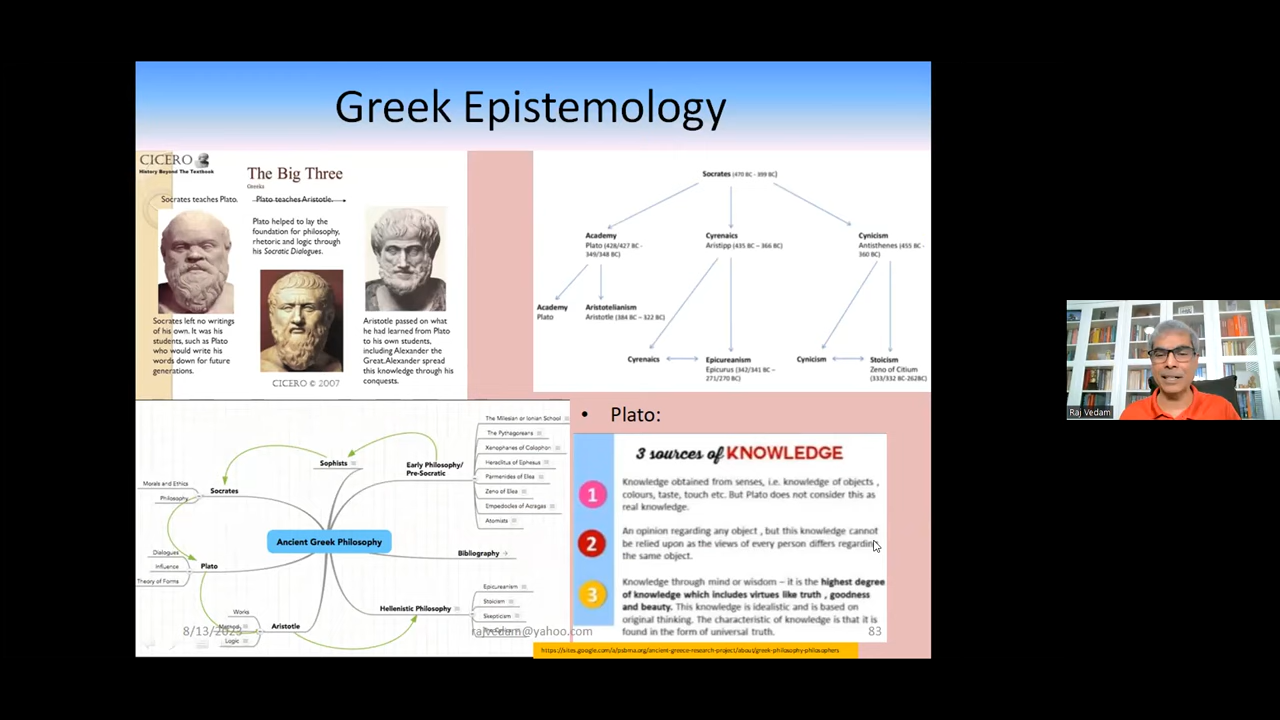 Greek Epistemology
CICERO
History Beyond The Textbook
The Big Three
Greeks
Socrates teaches Plato.
Plato teaches Aristotle.
Plato helped to lay the
foundation for philosophy,
rhetoric and logic through
his Socratic Dialogues.
Socrates left no writings
of his own. It was his
students, such as Plato
who would write his
words down for future
generations.
Aristotle passed on what
he had learned from Plato
to his own students,
including Alexander the
Great. Alexander spread
this knowledge through his
conquests.
CICERO © 2007
Socrates (470 BC - 399 BC)
Academy
Plato (428/427 BC -
349/348 BC)
Cyrenaics
Aristipp (435 BC – 366 BC)
Cynicism
Antisthenes (455 BC -
360 BC)
Academy
Plato
Aristotelianism
Aristotle (384 BC – 322 BC)
Cyrenaics
Epicureanism
Epicurus (342/341 BC –
271/270 BC)
Cynicism
Stoicism
Zeno of Citium
(333/332 BC-262BC)
Ancient Greek Philosophy
Sophists
Early Philosophy/
Pre-Socratic
The Milesian or Ionian School
The Pythagoreans
Xenophanes of Colophon
Heraclitus of Ephesus
Parmenides of Elea
Zeno of Elea
Empedocles of Acragas
Atomists
Bibliography
Hellenistic Philosophy
Epicureanism
Stoicism
Skepticism
Socrates
Morals and Ethics
Philosophy
Plato
Dialogues
Influence
Theory of Forms
Aristotle
Works
Logic
• Plato:
3 sources of KNOWLEDGE
1
Knowledge obtained from senses, i.e. knowledge of objects ,
colours, taste, touch etc. But Plato does not consider this as
real knowledge.
2
An opinion regarding any object , but this knowledge cannot
be relied upon as the views of every person differs regarding
the same object.
3
Knowledge through mind or wisdom – it is the highest degree
of knowledge which includes virtues like truth , goodness
and beauty. This knowledge is idealistic and is based on
original thinking. The characteristic of knowledge is that it is
found in the form of universal truth.
8/13/2023
rajvedam@yahoo.com
83
https://sites.google.com/a/psbma.org/ancient-greece-research-project/about/greek-philosophy-philosophers
Raj Vedam